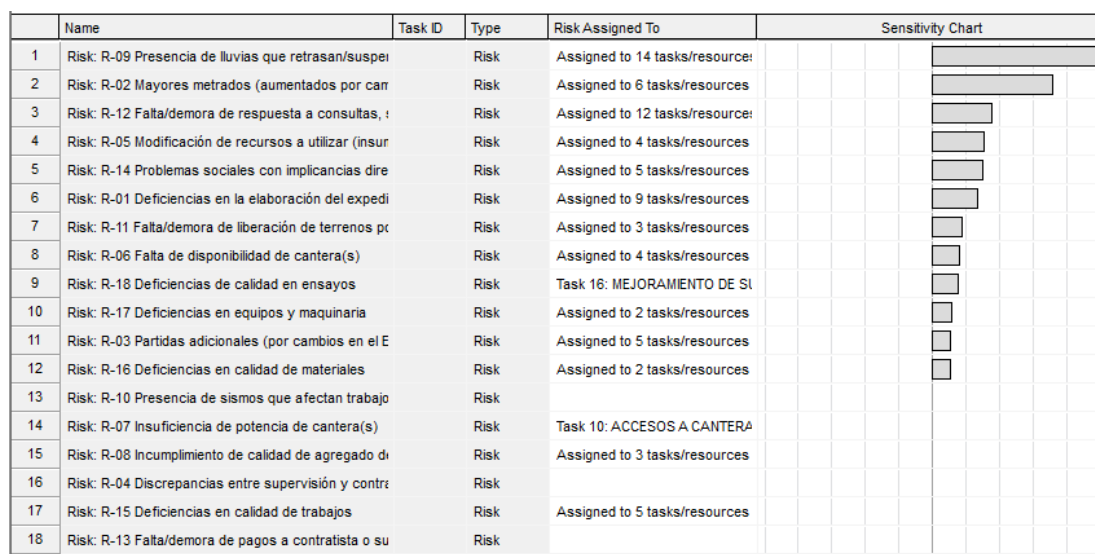 Name Task ID Type Risk Assigned To Sensitivity Chart
1 Risk: R-09 Presencia de lluvias que retrasan/suspe Risk Assigned to 14 tasks/resource
2 Risk: R-02 Mayores metrados (aumentados por cam Risk Assigned to 6 tasks/resources
3 Risk: R-12 Falta/demora de respuesta a consultas, Risk Assigned to 12 tasks/resource
4 Risk: R-05 Modificación de recursos a utilizar (insu Risk Assigned to 4 tasks/resources
5 Risk: R-14 Problemas sociales con implicancias dire Risk Assigned to 5 tasks/resources
6 Risk: R-01 Deficiencias en la elaboración del expedi Risk Assigned to 9 tasks/resources
7 Risk: R-11 Falta/demora de liberación de terrenos po Risk Assigned to 3 tasks/resources
8 Risk: R-06 Falta de disponibilidad de cantera(s) Risk Assigned to 4 tasks/resources
9 Risk: R-18 Deficiencias de calidad en ensayos Risk Task 16: MEJORAMIENTO DE SU
10 Risk: R-17 Deficiencias en equipos y maquinaria Risk Assigned to 2 tasks/resources
11 Risk: R-03 Partidas adicionales (por cambios en el E Risk Assigned to 5 tasks/resources
12 Risk: R-16 Deficiencias en calidad de materiales Risk Assigned to 2 tasks/resources
13 Risk: R-10 Presencia de sismos que afectan trabajo Risk
14 Risk: R-07 Insuficiencia de potencia de cantera(s) Risk Task 10: ACCESOS A CANTERA
15 Risk: R-08 Incumplimiento de calidad de agregado de Risk Assigned to 3 tasks/resources
16 Risk: R-04 Discrepancias entre supervisión y contra Risk
17 Risk: R-15 Deficiencias en calidad de trabajos Risk Assigned to 5 tasks/resources
18 Risk: R-13 Falta/demora de pagos a contratista o su Risk